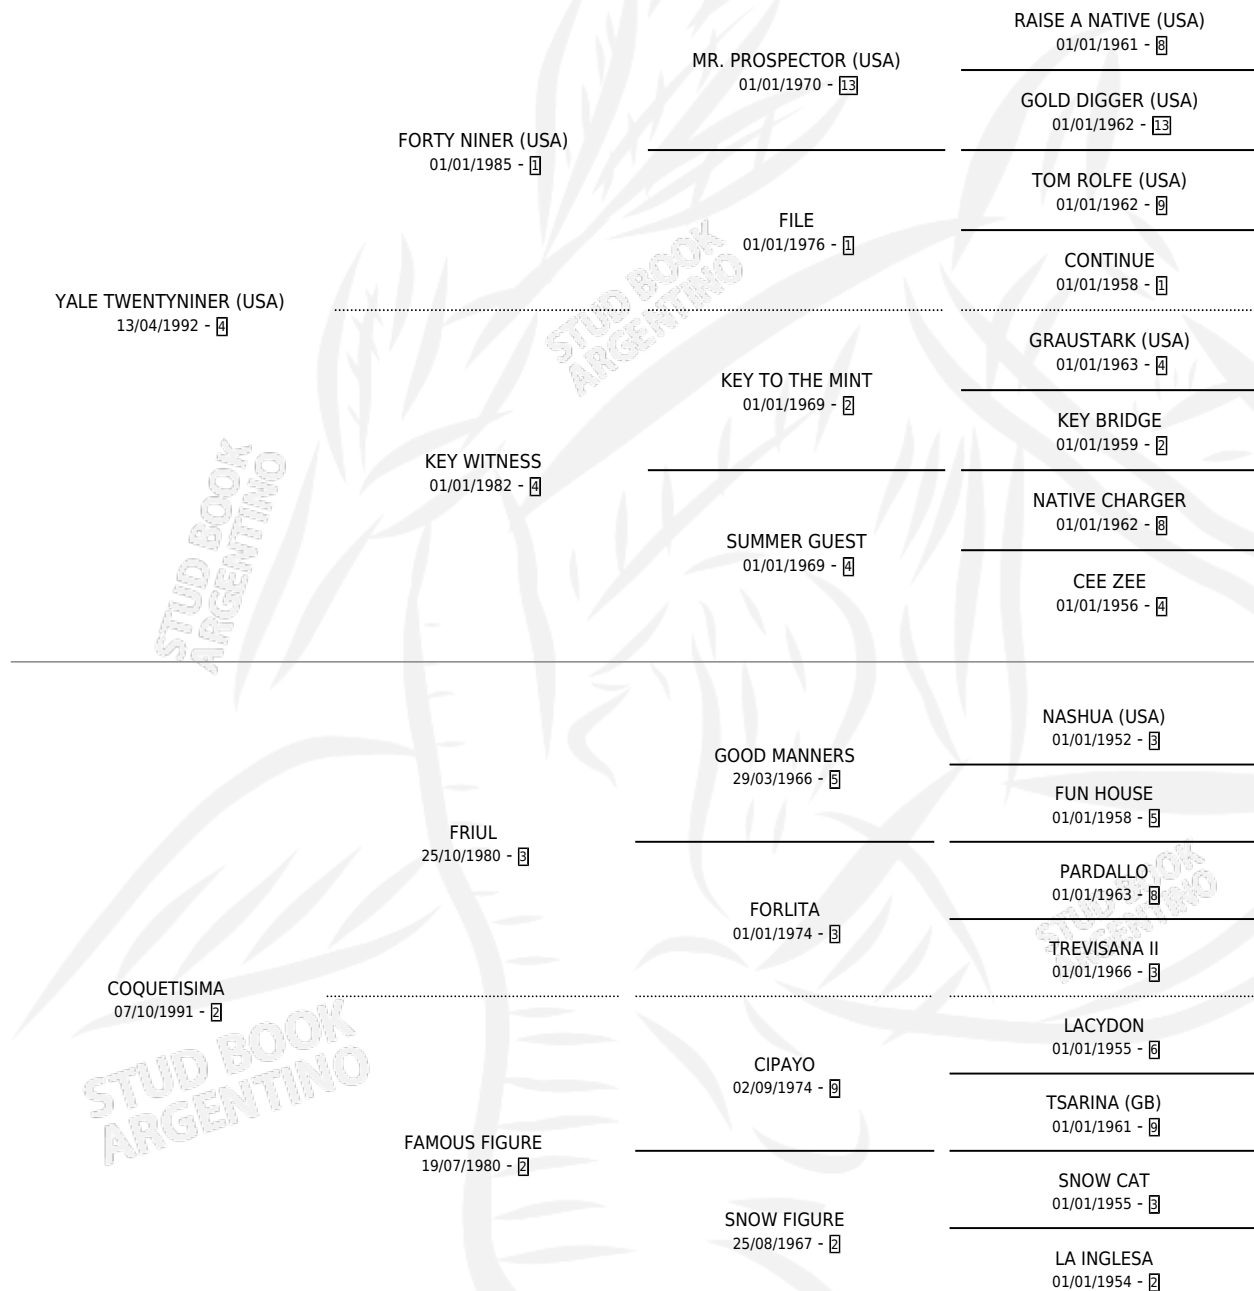 RAISE A NATIVE (USA)
01/01/1961 - 8
MR. PROSPECTOR (USA)
01/01/1970 - 13
GOLD DIGGER (USA)
01/01/1962 - 13
FORTY NINER (USA)
01/01/1985 - 1
TOM ROLFE (USA)
01/01/1962 - 9
FILE
01/01/1976 - 1
CONTINUE
01/01/1958 - 1
YALE TWENTYNINER (USA)
13/04/1992 - 4
GRAUSTARK (USA)
01/01/1963 - 4
KEY TO THE MINT
01/01/1969 - 2
KEY BRIDGE
01/01/1959 - 2
KEY WITNESS
01/01/1982 - 4
NATIVE CHARGER
01/01/1962 - 8
SUMMER GUEST
01/01/1969 - 4
CEE ZEE
01/01/1956 - 4
NASHUA (USA)
01/01/1952 - 3
GOOD MANNERS
29/03/1966 - 5
FUN HOUSE
01/01/1958 - 5
FRIUL
25/10/1980 - 3
PARDALLO
01/01/1963 - 8
FORLITA
01/01/1974 - 3
TREVISANA II
01/01/1966 - 3
COQUETISIMA
07/10/1991 - 2
LACYDON
01/01/1955 - 6
CIPAYO
02/09/1974 - 9
TSARINA (GB)
01/01/1961 - 9
FAMOUS FIGURE
19/07/1980 - 2
SNOW CAT
01/01/1955 - 3
SNOW FIGURE
25/08/1967 - 2
LA INGLESA
01/01/1954 - 2
STUD BOOK
ARGENTINO
STUD BOOK
ARGENTINO
STUD BOOK
ARGENTINO
STUD BOOK
ARGENTINO